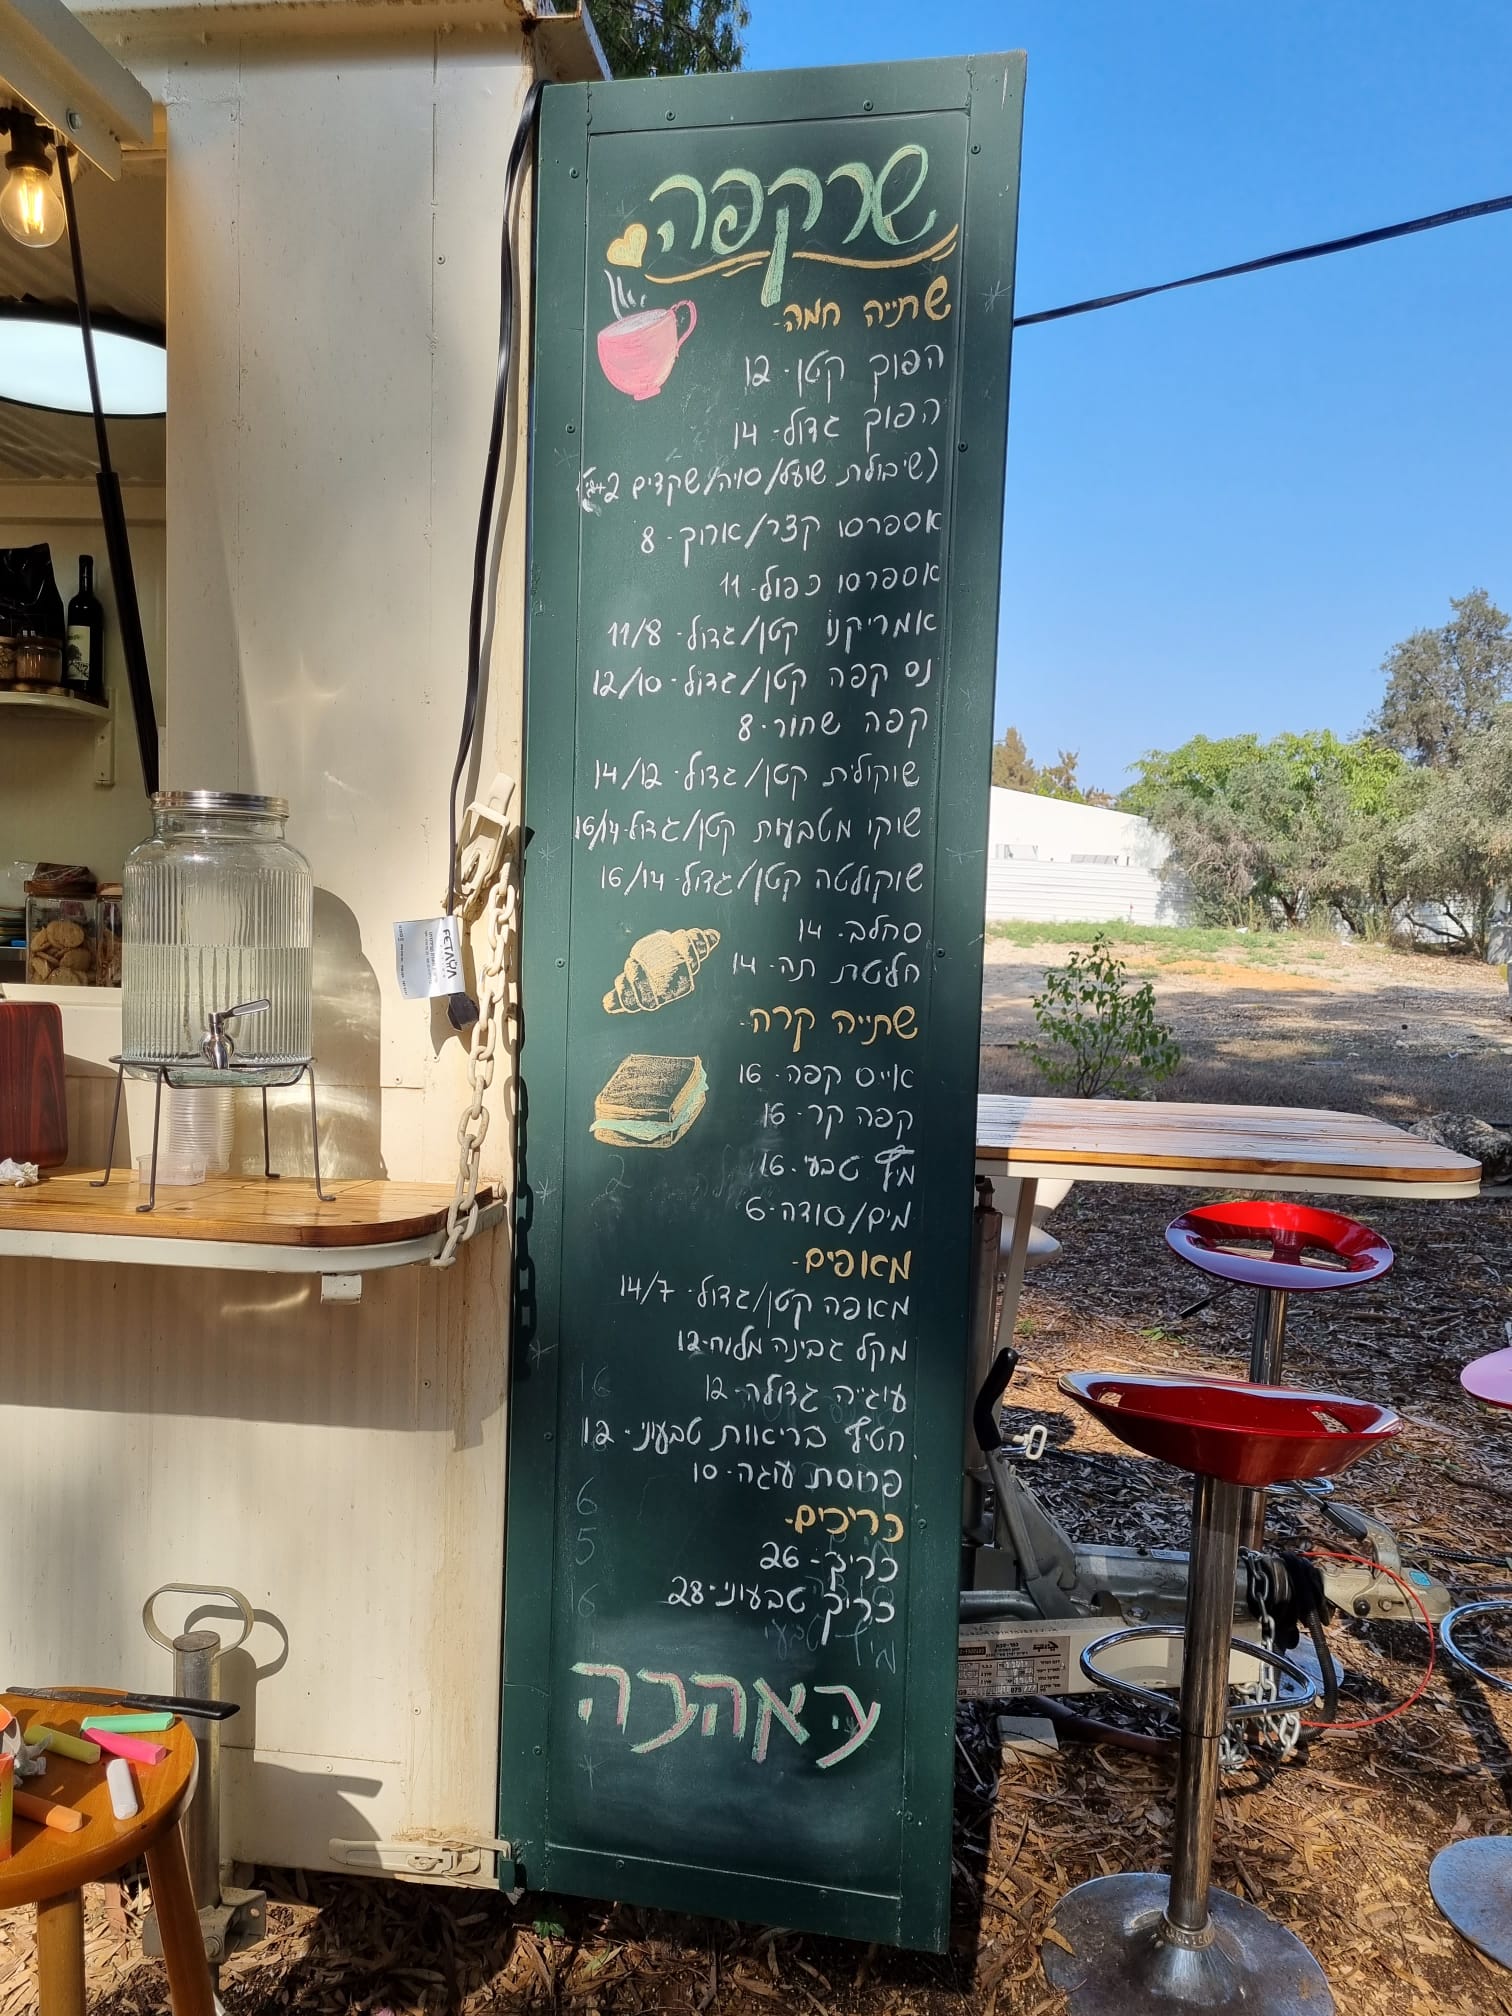 שרקפה
שתייה חמה-
הפוך קטן- 12
הפוך גדול- 14
(שיבולת שועל/סויה/שקדים 2+)
אספרסו קצר/ארוך- 8
אספרסו כפול- 11
אמריקנו קטן/גדול- 11/8
נס קפה קטן/גדול- 12/10
קפה שחור- 8
שוקולית קטן/גדול- 14/12
שוקו מטבעות קטן/גדול- 16/14
שוקולטה קטן/גדול- 16/14
סחלב- 14
חליטת תה- 14
שתייה קרה-
אייס קפה- 16
קפה קר- 16
מיץ טבעי- 16
מים/סודה- 6
מאפים-
מאפה קטן/גדול- 14/7
מקל גבינה מלוח- 12
עוגייה גדולה- 12
חטיף בריאות טבעוני- 12
פרוסת עוגה- 10
כריכים-
כריך- 26
כריך טבעוני- 28
מיץ טבעי
באהבה
FETAYA